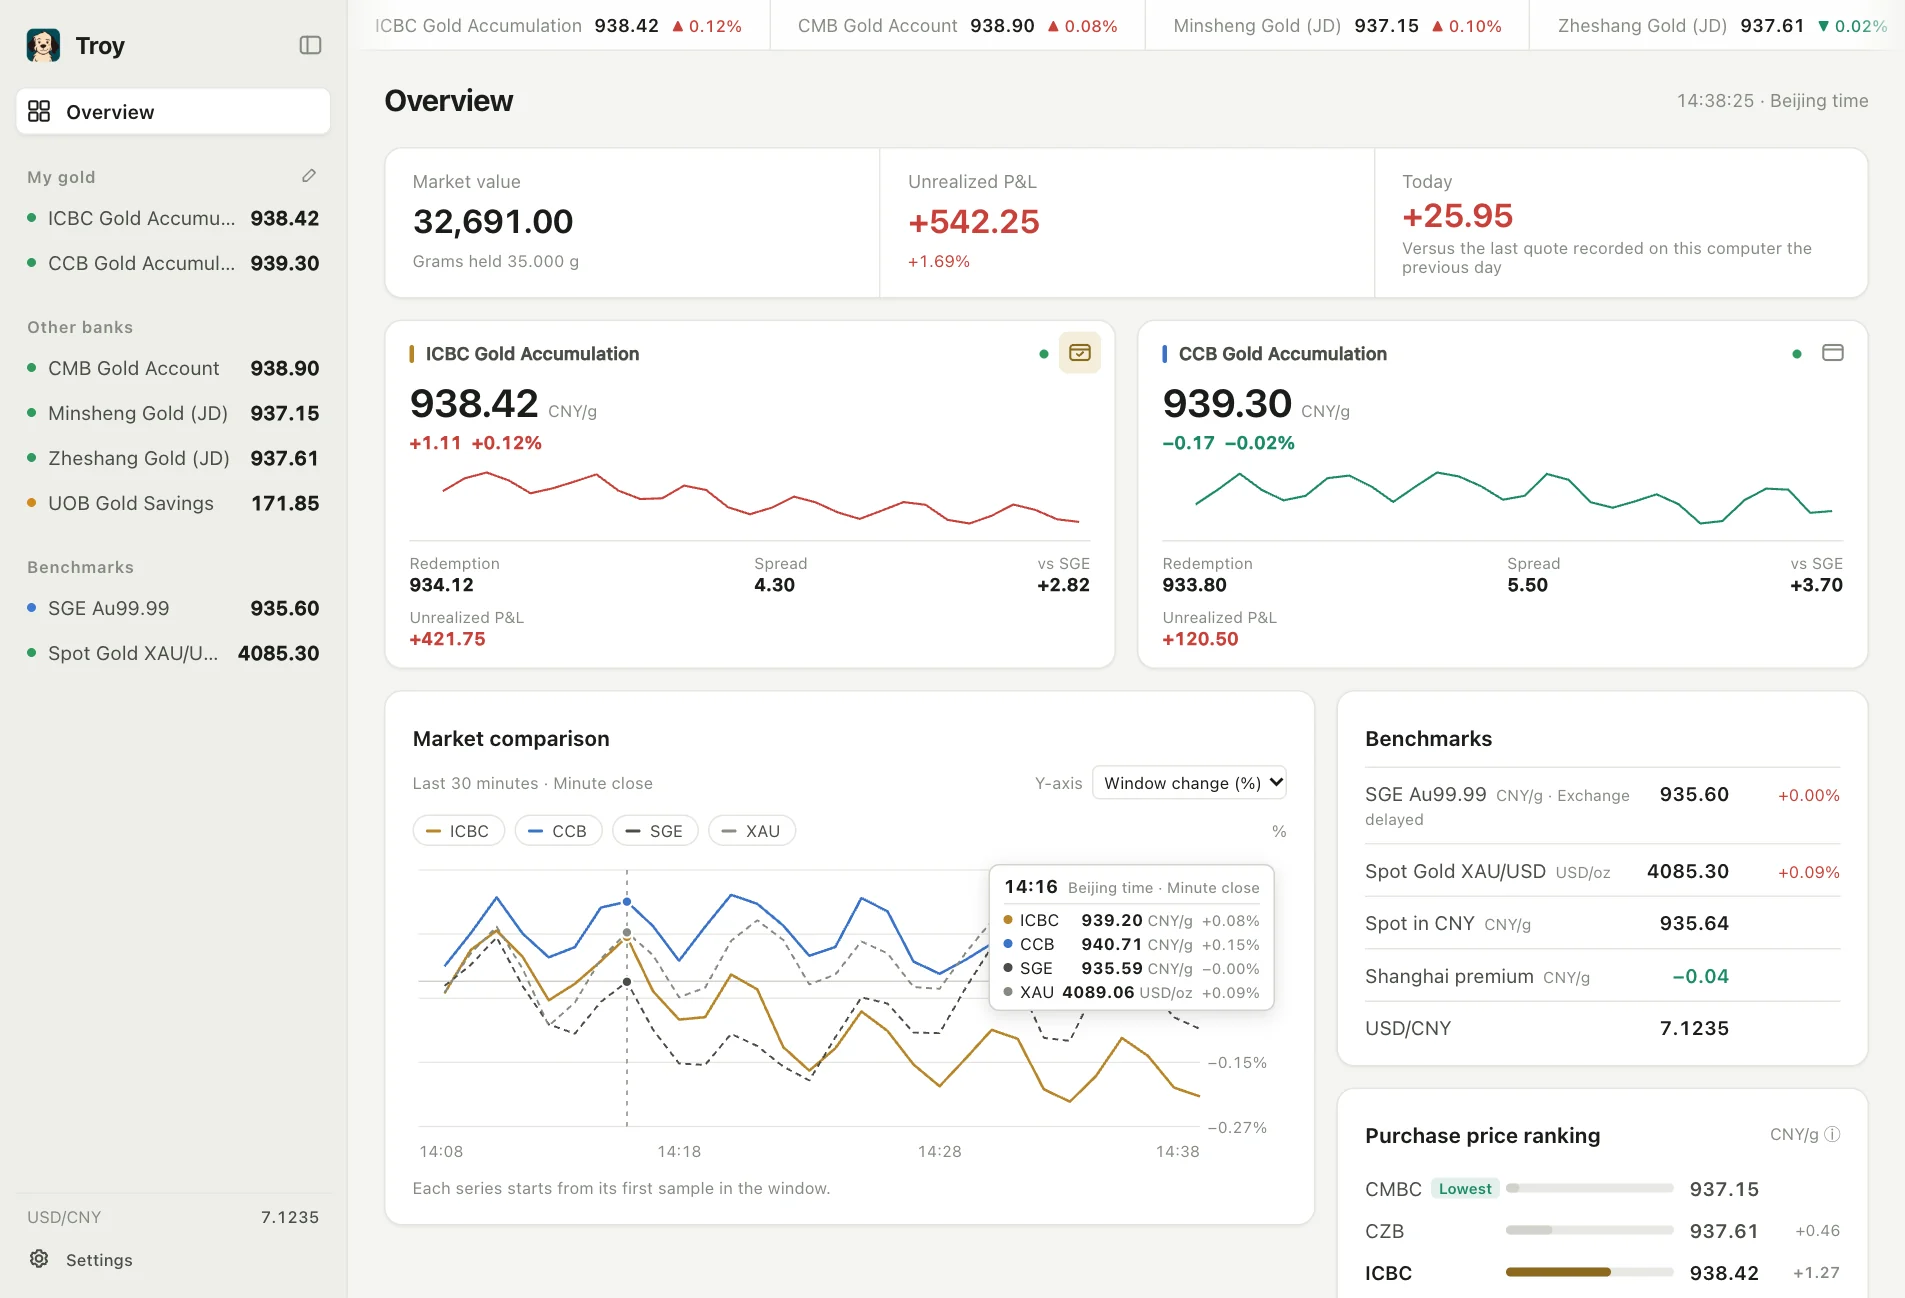 Troy
Overview
My gold
ICBC Gold Accumu... 938.42
CCB Gold Accumul... 939.30
Other banks
CMB Gold Account 938.90
Minsheng Gold (JD) 937.15
Zheshang Gold (JD) 937.61
UOB Gold Savings 171.85
Benchmarks
SGE Au99.99 935.60
Spot Gold XAU/U... 4085.30
USD/CNY 7.1235
Settings
ICBC Gold Accumulation 938.42 ▲ 0.12% CMB Gold Account 938.90 ▲ 0.08% Minsheng Gold (JD) 937.15 ▲ 0.10% Zheshang Gold (JD) 937.61 ▼ 0.02%
Overview
14:38:25 · Beijing time
Market value
32,691.00
Grams held 35.000 g
Unrealized P&L
+542.25
+1.69%
Today
+25.95
Versus the last quote recorded on this computer the
previous day
ICBC Gold Accumulation
938.42 CNY/g
+1.11 +0.12%
Redemption Spread vs SGE
934.12 4.30 +2.82
Unrealized P&L
+421.75
CCB Gold Accumulation
939.30 CNY/g
−0.17 −0.02%
Redemption Spread vs SGE
933.80 5.50 +3.70
Unrealized P&L
+120.50
Market comparison
Last 30 minutes · Minute close
Y-axis Window change (%)
ICBC CCB SGE XAU %
14:16 Beijing time · Minute close
ICBC 939.20 CNY/g +0.08%
CCB 940.71 CNY/g +0.15%
SGE 935.59 CNY/g −0.00%
XAU 4089.06 USD/oz +0.09%
−0.15%
−0.27%
14:08 14:18 14:28 14:38
Each series starts from its first sample in the window.
Benchmarks
SGE Au99.99 CNY/g · Exchange 935.60 +0.00%
delayed
Spot Gold XAU/USD USD/oz 4085.30 +0.09%
Spot in CNY CNY/g 935.64
Shanghai premium CNY/g −0.04
USD/CNY 7.1235
Purchase price ranking CNY/g ⓘ
CMBC Lowest 937.15
CZB 937.61 +0.46
ICBC 938.42 +1.27